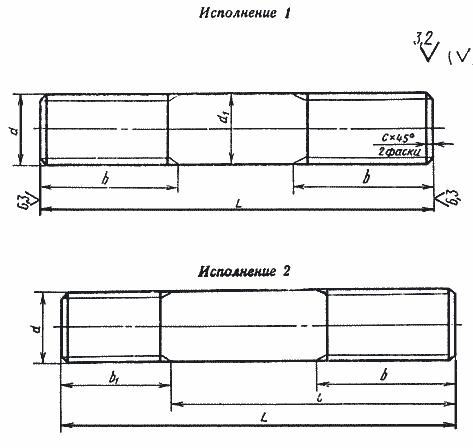 Исполнение 1
3,2
(√)
d
d₁
c×45°
2 фаски
b
b
6,3
L
6,3
Исполнение 2
d
b₁
b
L